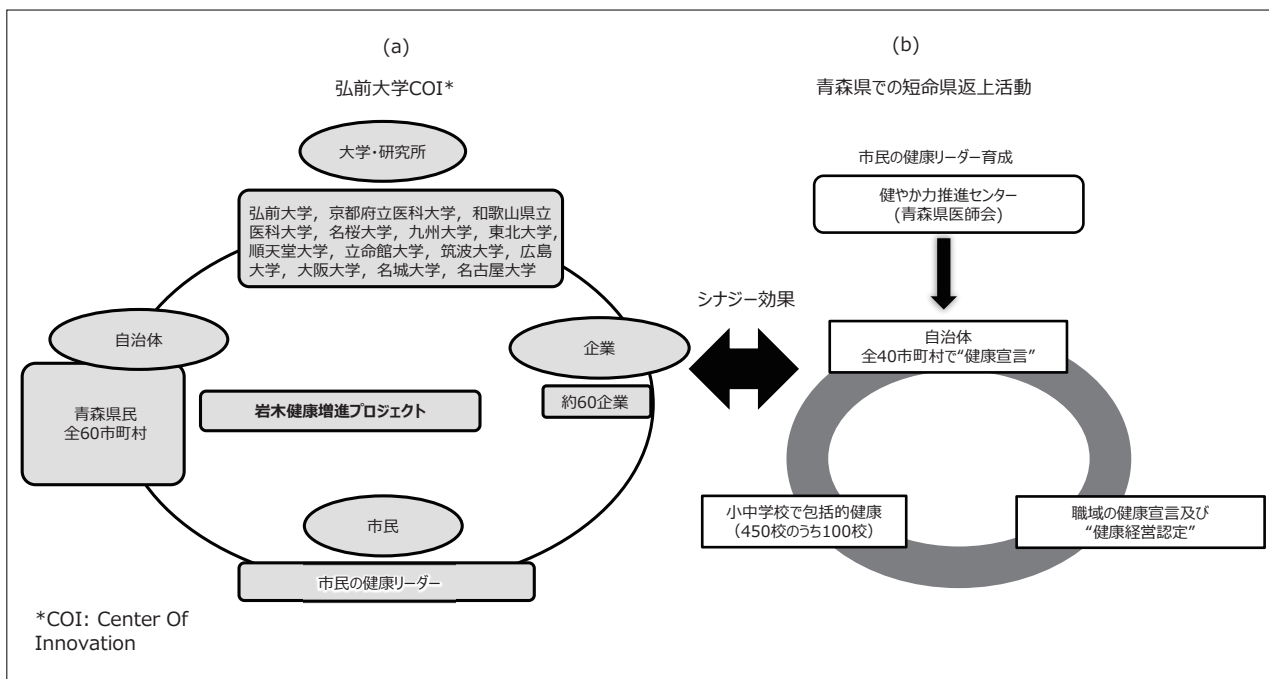 (a)
弘前大学COI*
大学・研究所
弘前大学，京都府立医科大学，和歌山県立
医科大学，名桜大学，九州大学，東北大学，
順天堂大学，立命館大学，筑波大学，広島
大学，大阪大学，名城大学，名古屋大学
自治体
青森県民
全60市町村
岩木健康増進プロジェクト
企業
約60企業
市民
市民の健康リーダー
*COI: Center Of
Innovation
シナジー効果
(b)
青森県での短命県返上活動
市民の健康リーダー育成
健やか力推進センター
(青森県医師会)
自治体
全40市町村で“健康宣言”
小中学校で包括的健康
（450校のうち100校）
職域の健康宣言及び
“健康経営認定”